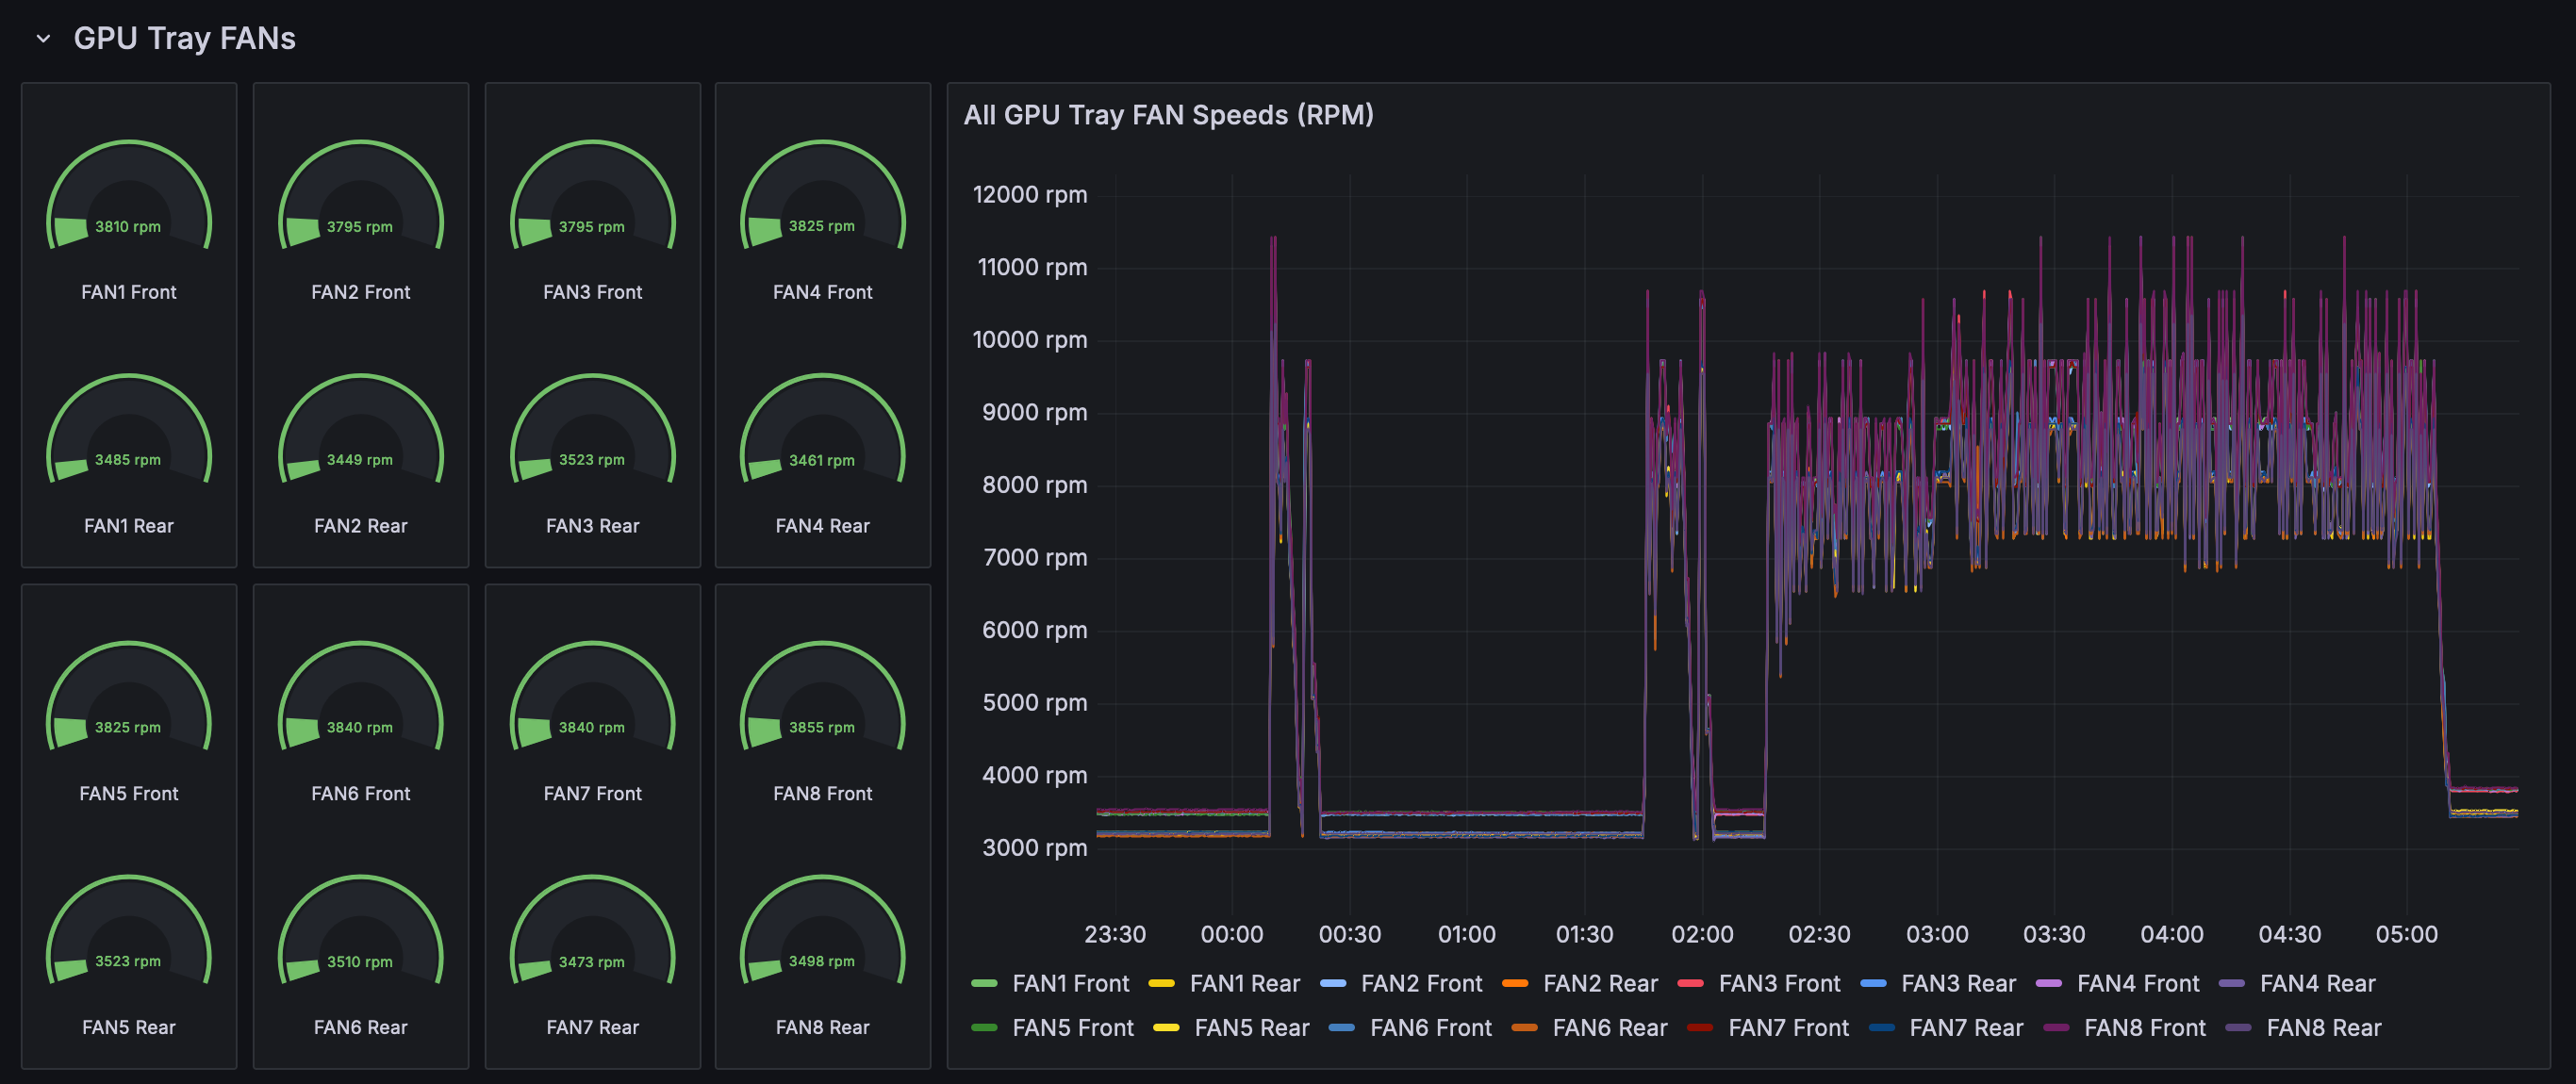 GPU Tray FANs
3810 rpm
FAN1 Front
3795 rpm
FAN2 Front
3795 rpm
FAN3 Front
3825 rpm
FAN4 Front
3485 rpm
FAN1 Rear
3449 rpm
FAN2 Rear
3523 rpm
FAN3 Rear
3461 rpm
FAN4 Rear
3825 rpm
FAN5 Front
3840 rpm
FAN6 Front
3840 rpm
FAN7 Front
3855 rpm
FAN8 Front
3523 rpm
FAN5 Rear
3510 rpm
FAN6 Rear
3473 rpm
FAN7 Rear
3498 rpm
FAN8 Rear
All GPU Tray FAN Speeds (RPM)
12000 rpm
11000 rpm
10000 rpm
9000 rpm
8000 rpm
7000 rpm
6000 rpm
5000 rpm
4000 rpm
3000 rpm
23:30 00:00 00:30 01:00 01:30 02:00 02:30 03:00 03:30 04:00 04:30 05:00
FAN1 Front FAN1 Rear FAN2 Front FAN2 Rear FAN3 Front FAN3 Rear FAN4 Front FAN4 Rear
FAN5 Front FAN5 Rear FAN6 Front FAN6 Rear FAN7 Front FAN7 Rear FAN8 Front FAN8 Rear